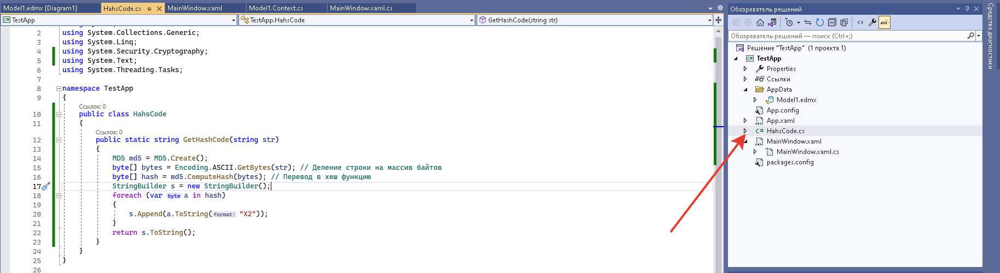 Model1.edmx [Diagram1]
HahsCode.cs
MainWindow.xaml
Model1.Context.cs
MainWindow.xaml.cs
TestApp
TestApp.HahsCode
GetHashCode(string str)
2 using System.Collections.Generic;
3 using System.Linq;
4 using System.Security.Cryptography;
5 using System.Text;
6 using System.Threading.Tasks;
7
8 namespace TestApp
9 {
Ссылок: 0
10 public class HahsCode
11 {
Ссылок: 0
12 public static string GetHashCode(string str)
13 {
14 MD5 md5 = MD5.Create();
15 byte[] bytes = Encoding.ASCII.GetBytes(str); // Деление строки на массив байтов
16 byte[] hash = md5.ComputeHash(bytes); // Перевод в хеш функцию
17 StringBuilder s = new StringBuilder();
18 foreach (var byte a in hash)
19 {
20 s.Append(a.ToString(format: "X2"));
21 }
22 return s.ToString();
23 }
24 }
25 }
26
Обозреватель решений
Обозреватель решений — поиск (Ctrl+;)
Решение "TestApp" (1 проекта 1)
TestApp
Properties
Ссылки
AppData
Model1.edmx
App.config
App.xaml
HahsCode.cs
MainWindow.xaml
MainWindow.xaml.cs
packages.config
Средства диагностики